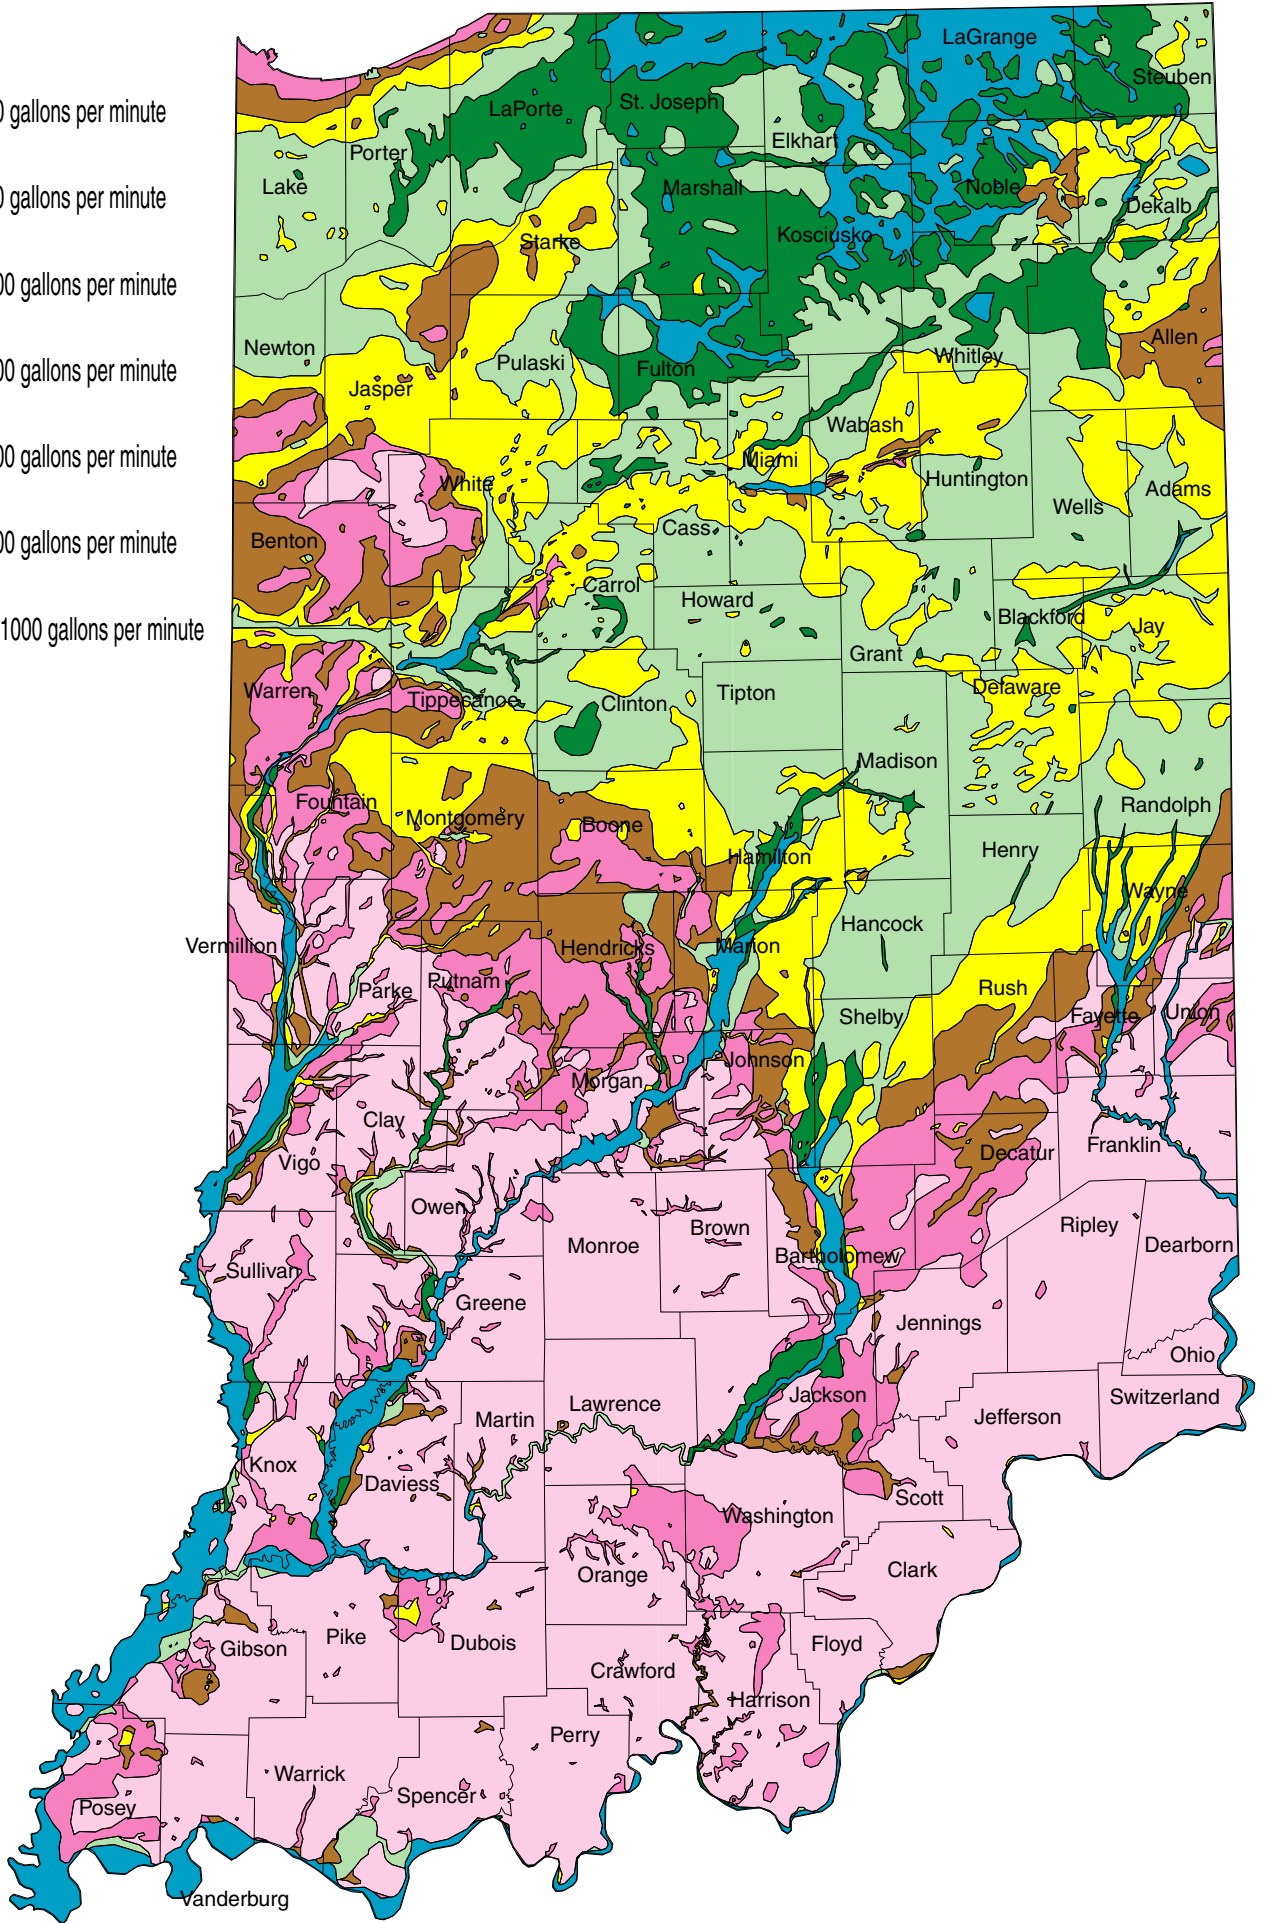 0 gallons per minute
0 gallons per minute
00 gallons per minute
00 gallons per minute
00 gallons per minute
00 gallons per minute
1000 gallons per minute
LaGrange
Steuben
LaPorte
St. Joseph
Elkhart
Porter
Lake
Marshall
Noble
Dekalb
Starke
Kosciusko
Newton
Pulaski
Fulton
Whitley
Allen
Jasper
Wabash
Miami
White
Huntington
Wells
Adams
Benton
Cass
Carrol
Howard
Blackford
Jay
Grant
Warren
Tippesanoe
Clinton
Tipton
Delaware
Madison
Fountain
Montgomery
Boone
Randolph
Hamilton
Henry
Wayne
Vermillion
Hendricks
Marion
Hancock
Parke
Putnam
Rush
Fayette
Union
Shelby
Johnson
Morgan
Clay
Vigo
Decatur
Franklin
Owen
Monroe
Brown
Ripley
Dearborn
Bartholomew
Sullivan
Greene
Jennings
Ohio
Jackson
Switzerland
Martin
Lawrence
Jefferson
Knox
Daviess
Scott
Washington
Orange
Clark
Gibson
Pike
Dubois
Floyd
Crawford
Harrison
Perry
Warrick
Spencer
Posey
Vanderburg